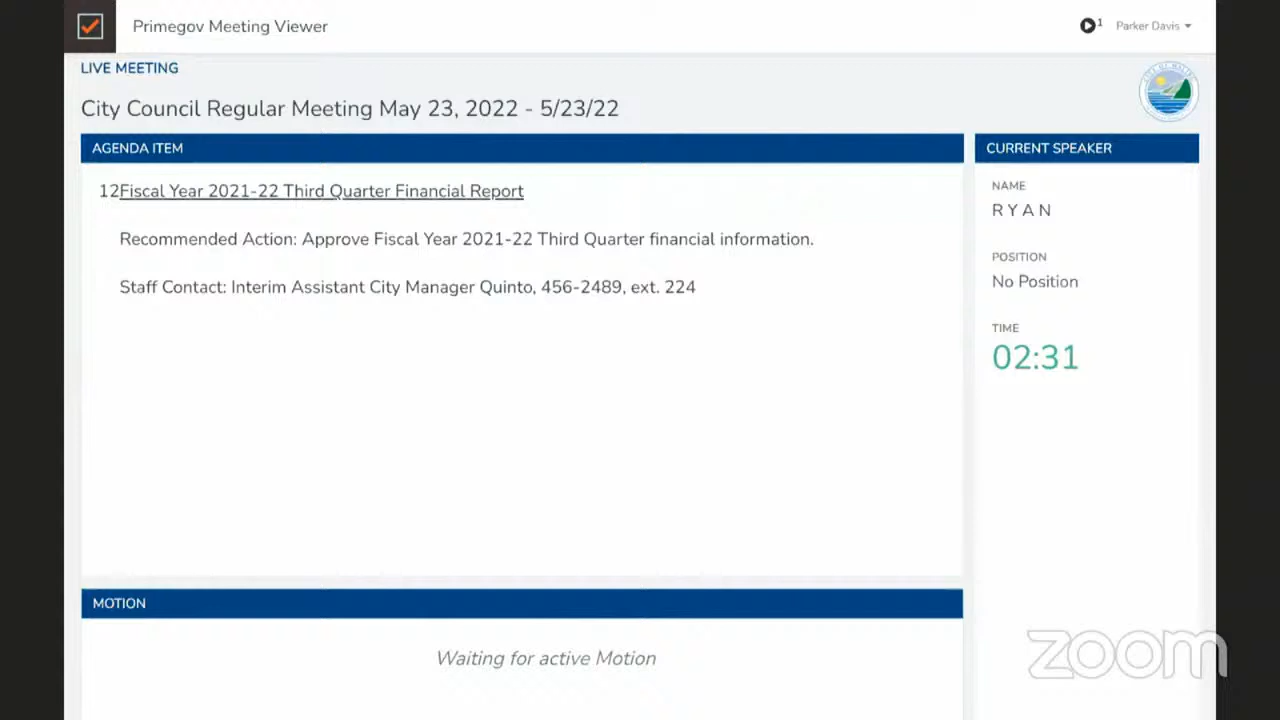 Primegov Meeting Viewer
1
Parker Davis
LIVE MEETING
City Council Regular Meeting May 23, 2022 - 5/23/22
AGENDA ITEM
12Fiscal Year 2021-22 Third Quarter Financial Report
Recommended Action: Approve Fiscal Year 2021-22 Third Quarter financial information.
Staff Contact: Interim Assistant City Manager Quinto, 456-2489, ext. 224
MOTION
Waiting for active Motion
CURRENT SPEAKER
NAME
R Y A N
POSITION
No Position
TIME
02:31
zoom